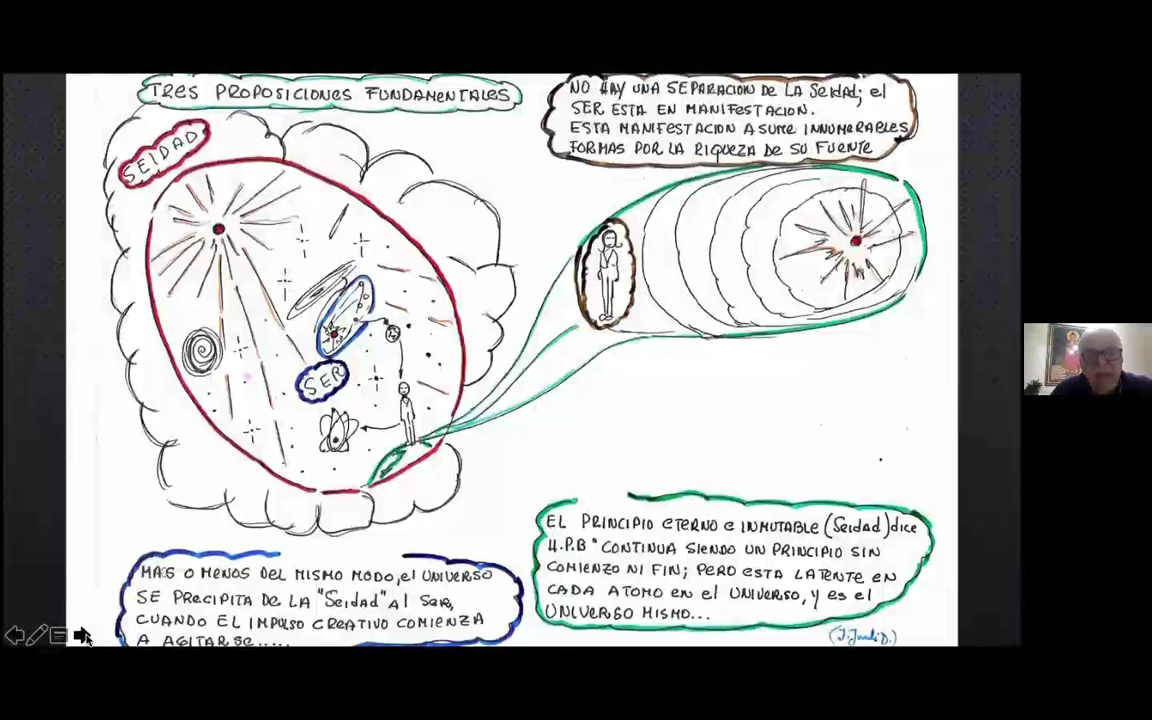 TRES PROPOSICIONES FUNDAMENTALES
NO HAY UNA SEPARACION DE LA SEIDAD; el
SER ESTA EN MANIFESTACION.
ESTA MANIFESTACION ASUME INNUMERABLES
FORMAS POR LA RIQUEZA DE SU FUENTE
SEIDAD
SER
EL PRINCIPIO ETERNO E INMUTABLE (Seidad) dice
H.P.B "CONTINUA SIENDO UN PRINCIPIO SIN
COMIENZO NI FIN; PERO ESTA LATENTE EN
CADA ATOMO EN el UNIVERSO, Y ES El
UNIVERSO MISMO...
MAS O MENOS DEL MISMO MODO, el UNIVERSO
SE PRECIPITA DE LA "Seidad" Al Ser,
CUANDO EL IMPULSO CREATIVO COMIENZA
A AGITARSE.....